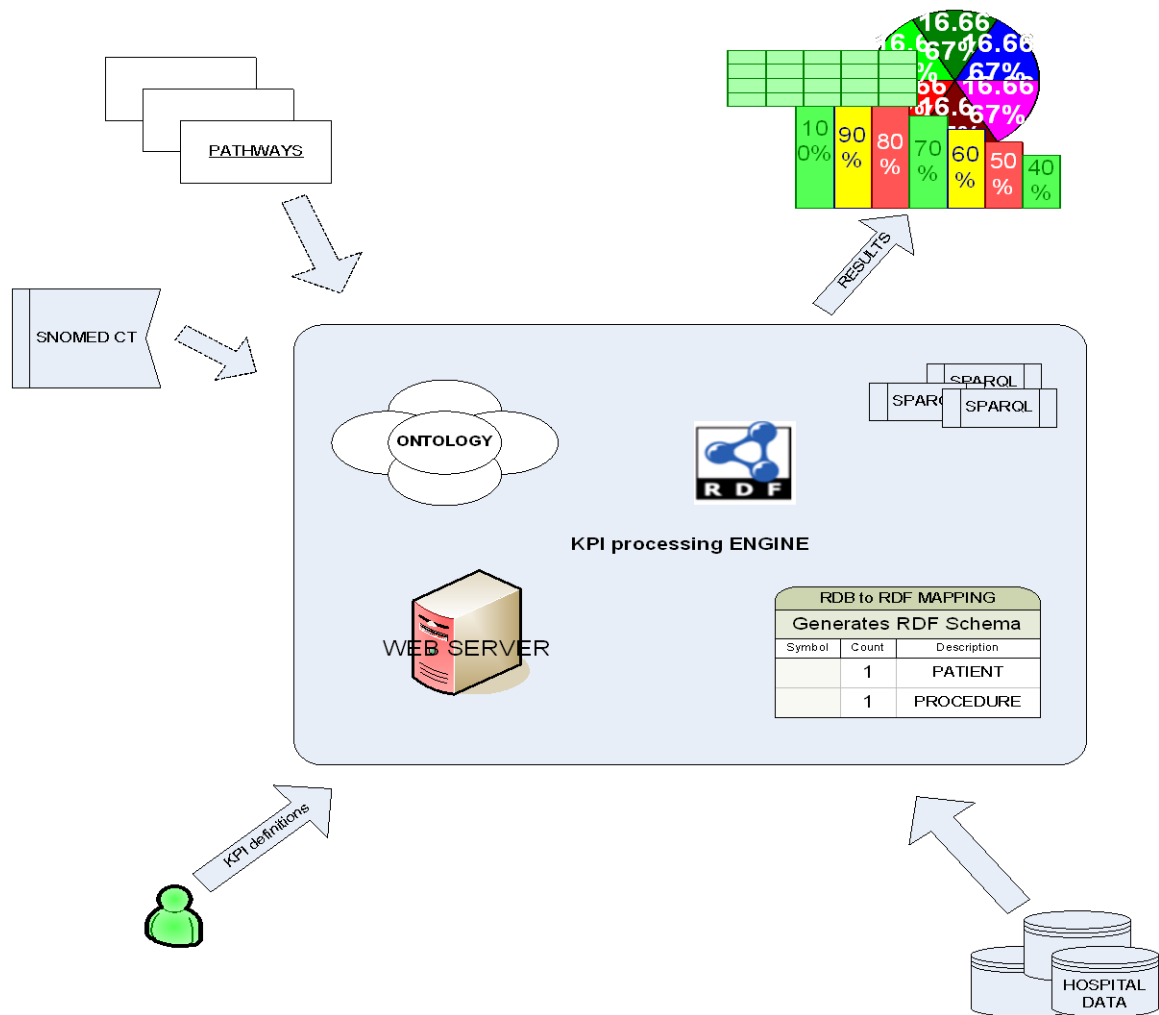 PATHWAYS
SNOMED CT
16.66
67%
16.66
67%
16.66
67%
10
0%
90
%
80
%
70
%
60
%
50
%
40
%
RESULTS
ONTOLOGY
RDF
SPARQL
SPARQ
SPARQL
KPI processing ENGINE
WEB SERVER
RDB to RDF MAPPING
Generates RDF Schema
Symbol Count Description
1 PATIENT
1 PROCEDURE
KPI definitions
HOSPITAL
DATA